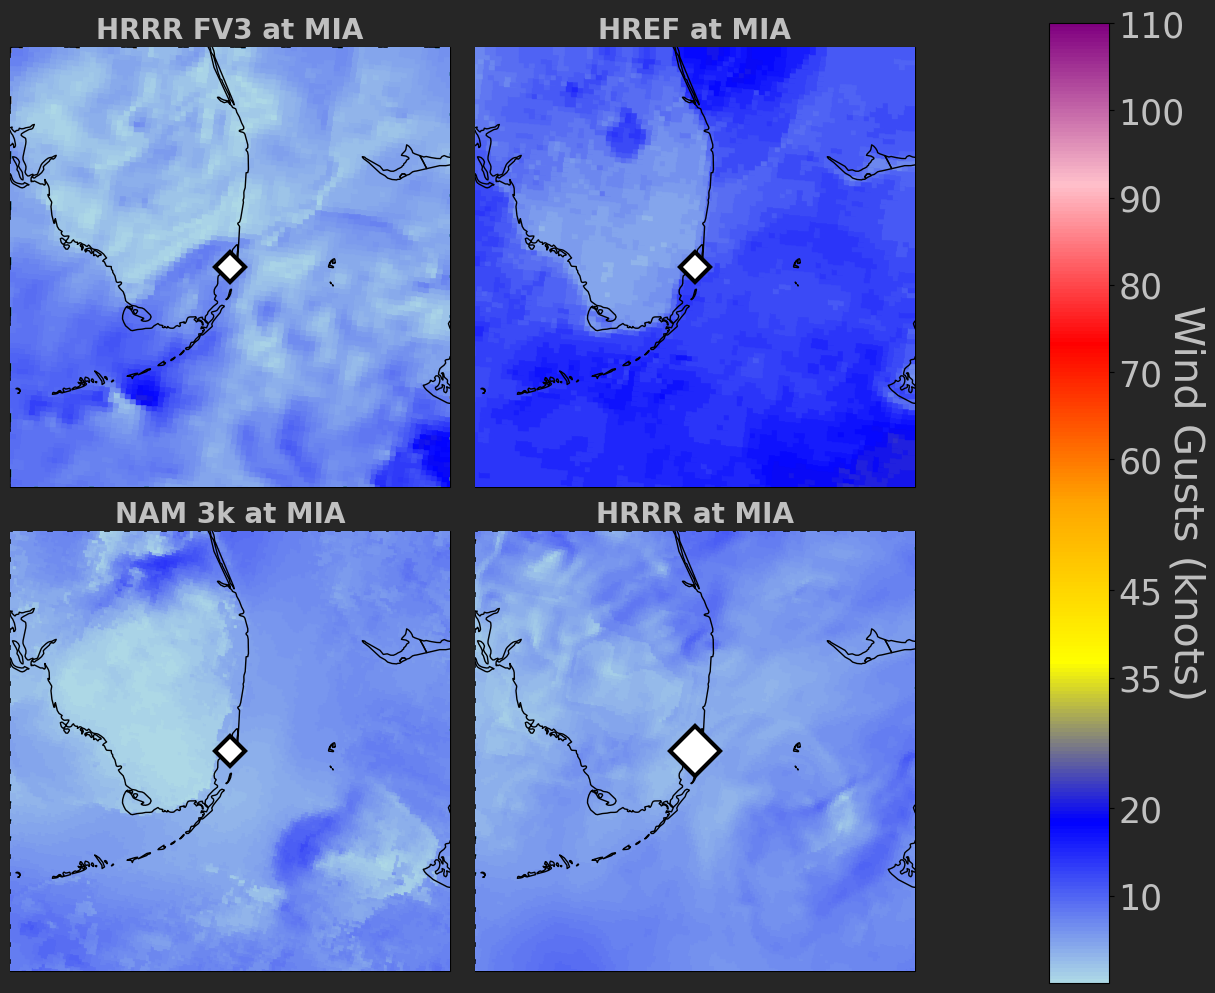 HRRR FV3 at MIA
HREF at MIA
NAM 3k at MIA
HRRR at MIA
110
100
90
80
70
60
45
35
20
10
Wind Gusts (knots)